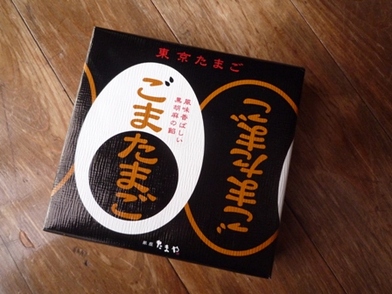 東京たまご
ごまたまご
風味香ばしい
黒胡麻の餡
ごまたまご
銀座 たまや